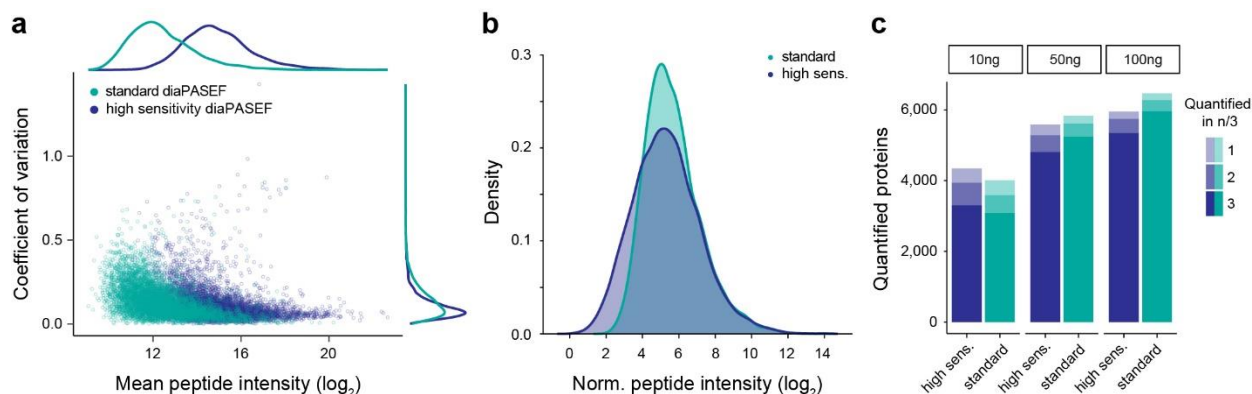 a
standard diaPASEF
high sensitivity diaPASEF
Coefficient of variation
1.0
0.5
0.0
12
16
20
Mean peptide intensity (log₂)
b
standard
high sens.
Density
0.3
0.2
0.1
0.0
0
2
4
6
8
10
12
14
Norm. peptide intensity (log₂)
c
10ng
50ng
100ng
Quantified proteins
6,000
4,000
2,000
0
high sens.
standard
high sens.
standard
high sens.
standard
Quantified
in n/3
1
2
3